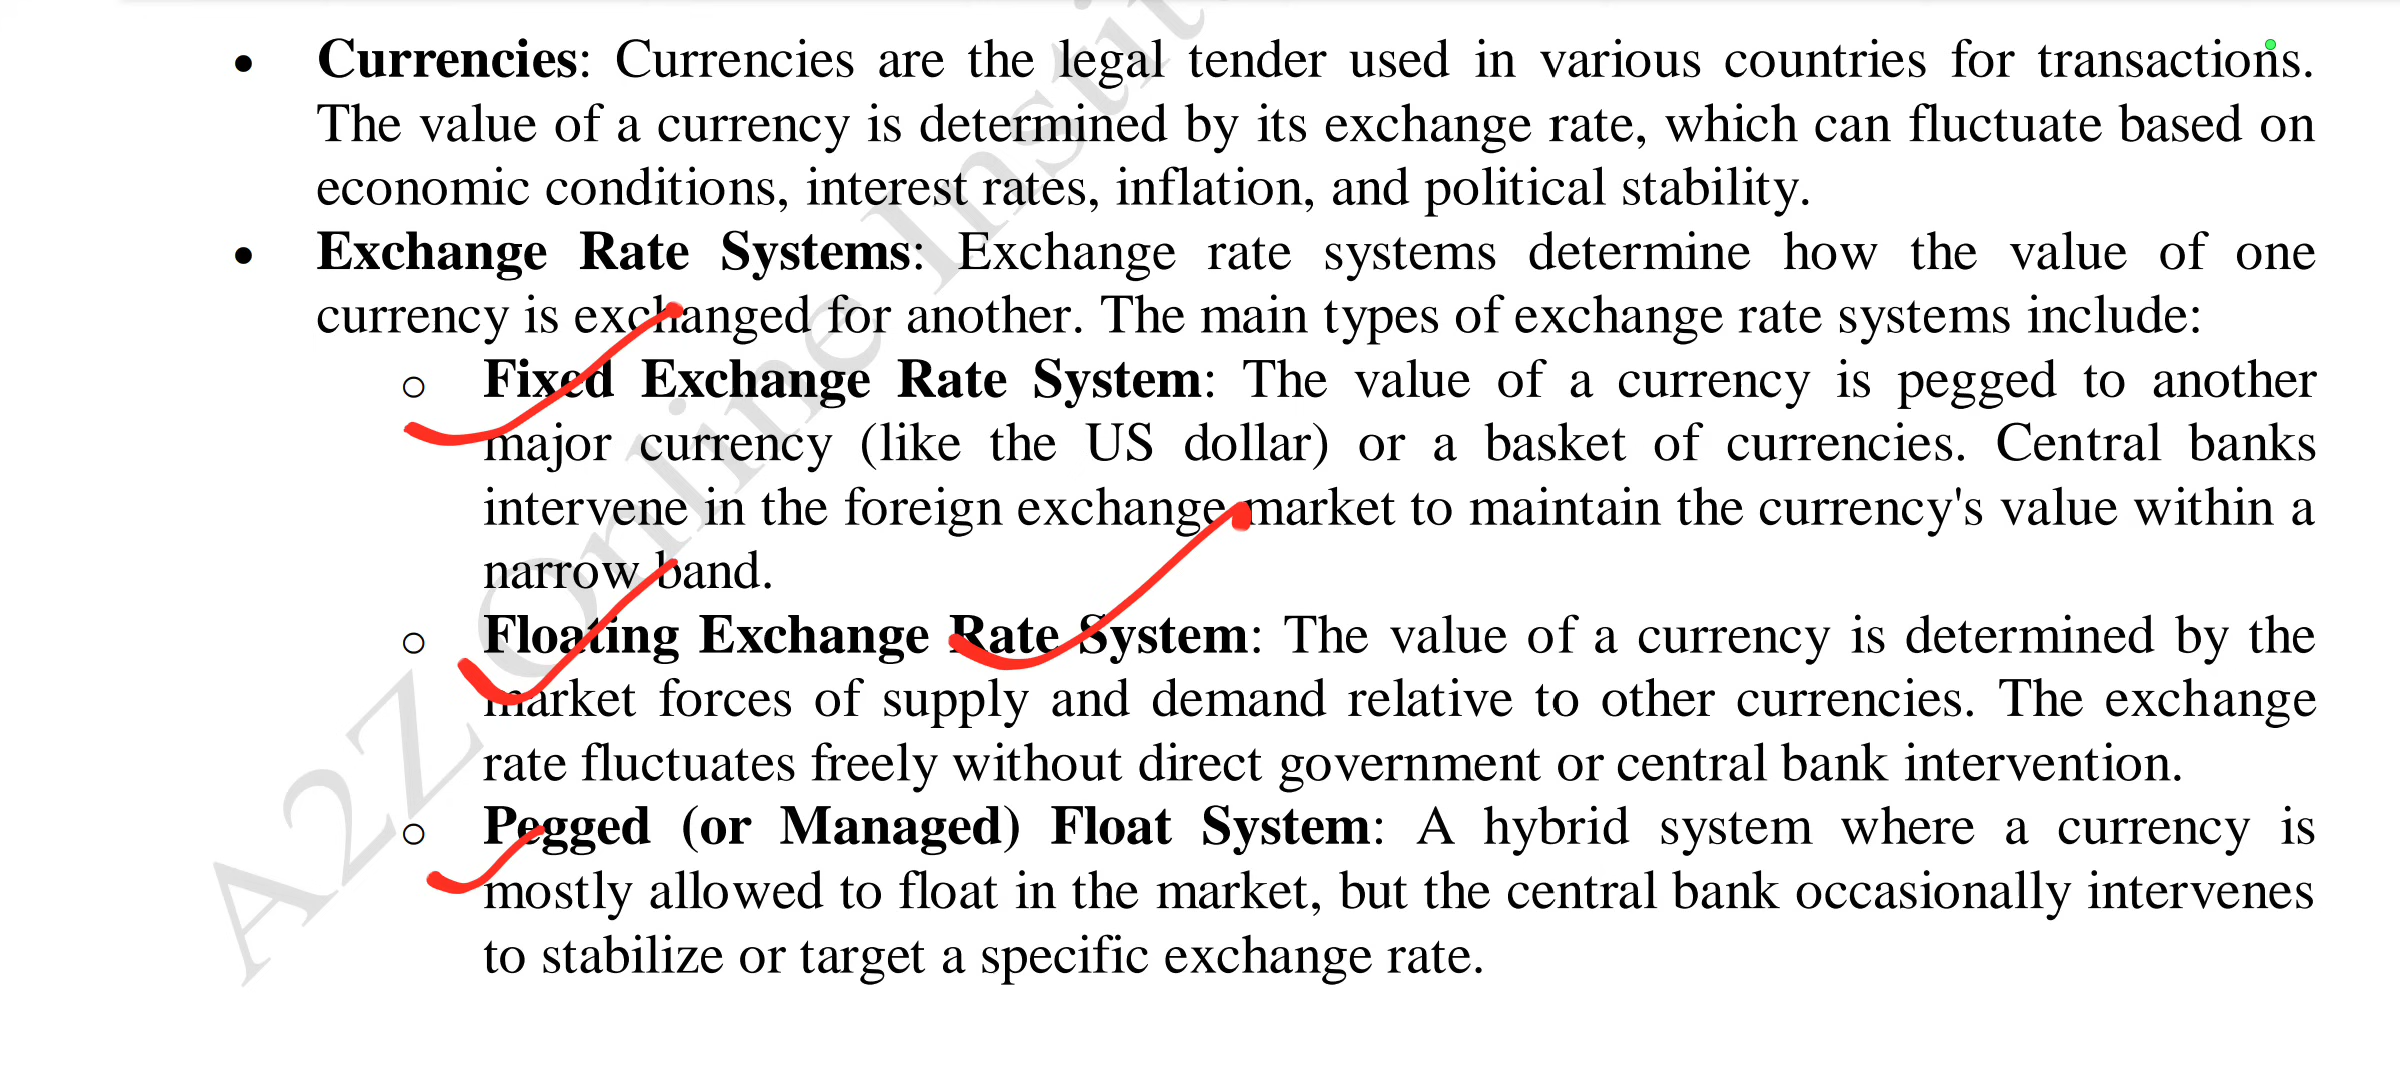 • Currencies: Currencies are the legal tender used in various countries for transactions.
The value of a currency is determined by its exchange rate, which can fluctuate based on
economic conditions, interest rates, inflation, and political stability.
• Exchange Rate Systems: Exchange rate systems determine how the value of one
currency is exchanged for another. The main types of exchange rate systems include:
o Fixed Exchange Rate System: The value of a currency is pegged to another
major currency (like the US dollar) or a basket of currencies. Central banks
intervene in the foreign exchange market to maintain the currency's value within a
narrow band.
o Floating Exchange Rate System: The value of a currency is determined by the
market forces of supply and demand relative to other currencies. The exchange
rate fluctuates freely without direct government or central bank intervention.
o Pegged (or Managed) Float System: A hybrid system where a currency is
mostly allowed to float in the market, but the central bank occasionally intervenes
to stabilize or target a specific exchange rate.
A2Z Online